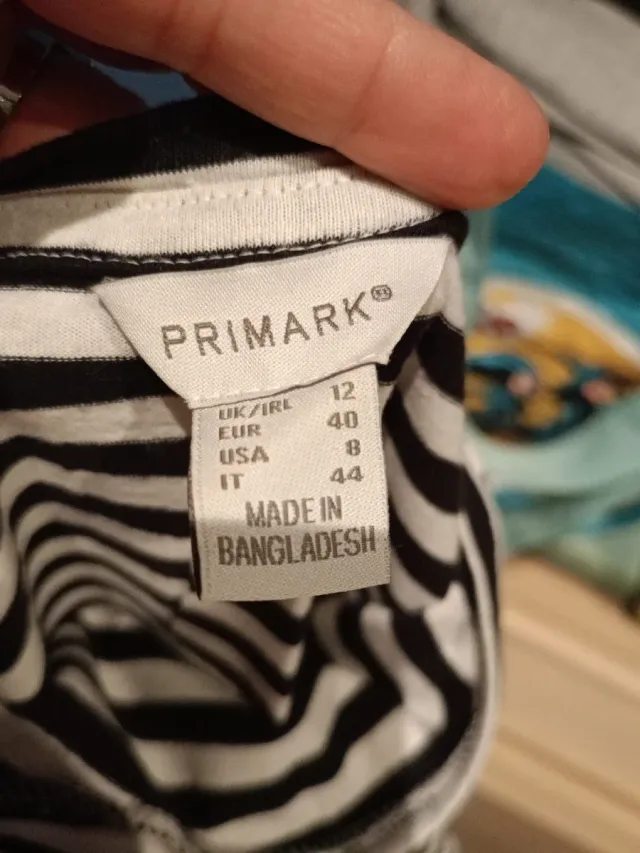 PRIMARK®
UK/IRL 12
EUR 40
USA 8
IT 44
MADE IN
BANGLADESH